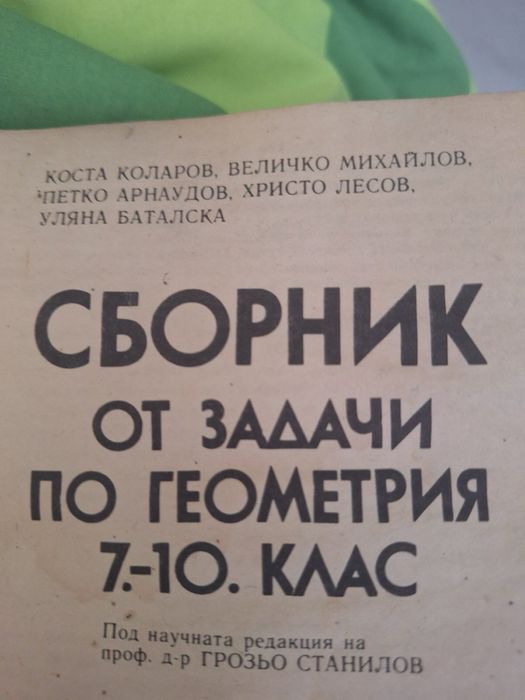 КОСТА КОЛАРОВ, ВЕЛИЧКО МИХАЙЛОВ,
ПЕТКО АРНАУДОВ, ХРИСТО ЛЕСОВ,
УЛЯНА БАТАЛСКА
СБОРНИК
ОТ ЗАДАЧИ
ПО ГЕОМЕТРИЯ
7.–10. КЛАС
Под научната редакция на
проф. д-р ГРОЗЬО СТАНИЛОВ